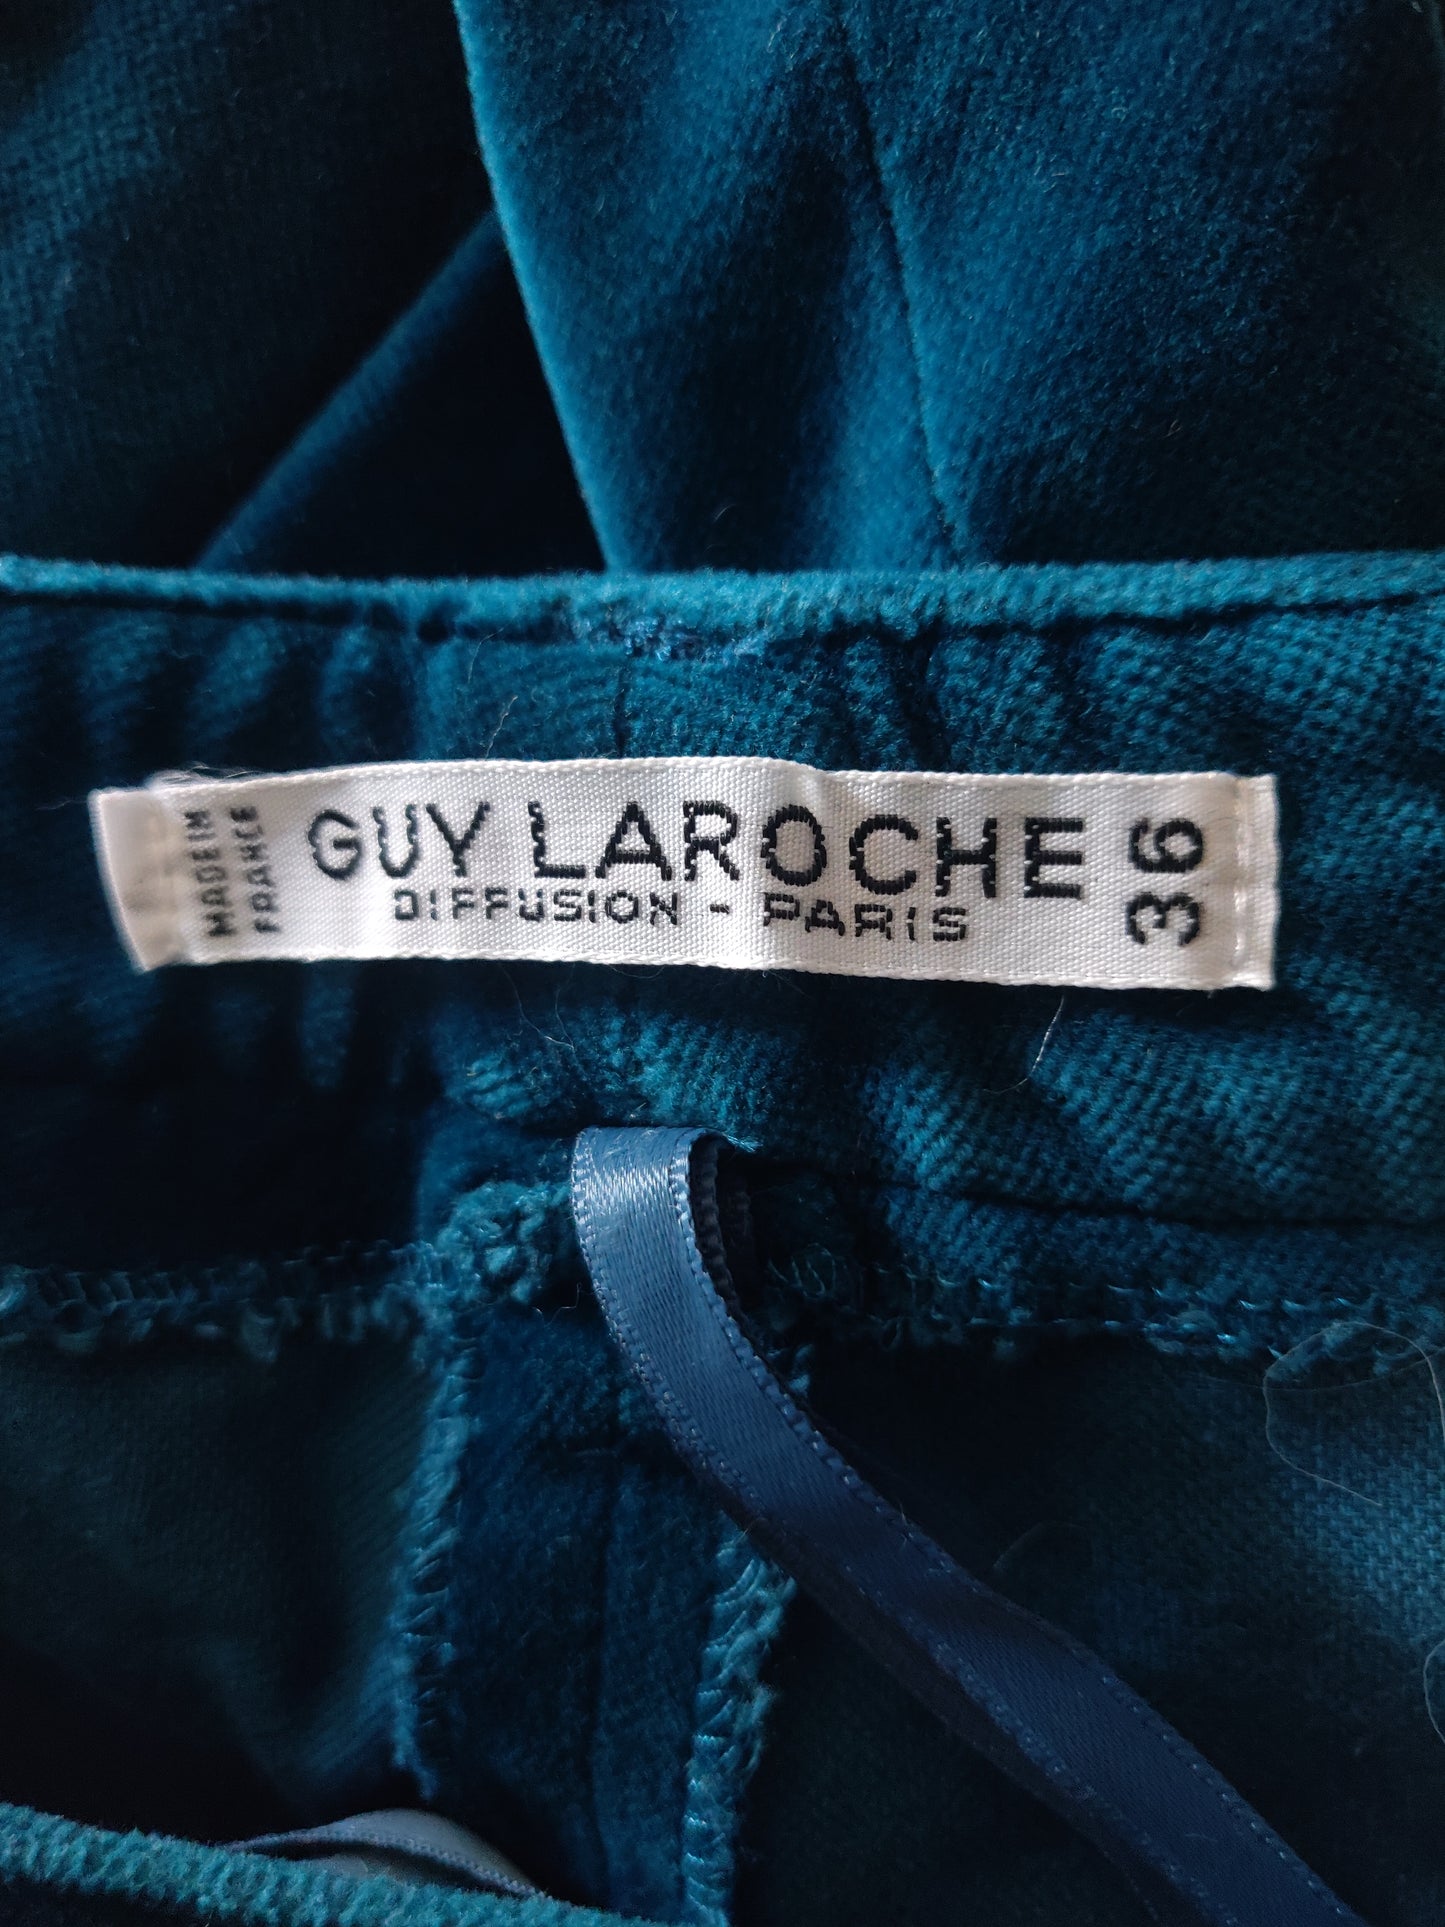 MADE IN
FRANCE
GUY LAROCHE
DIFFUSION - PARIS
36